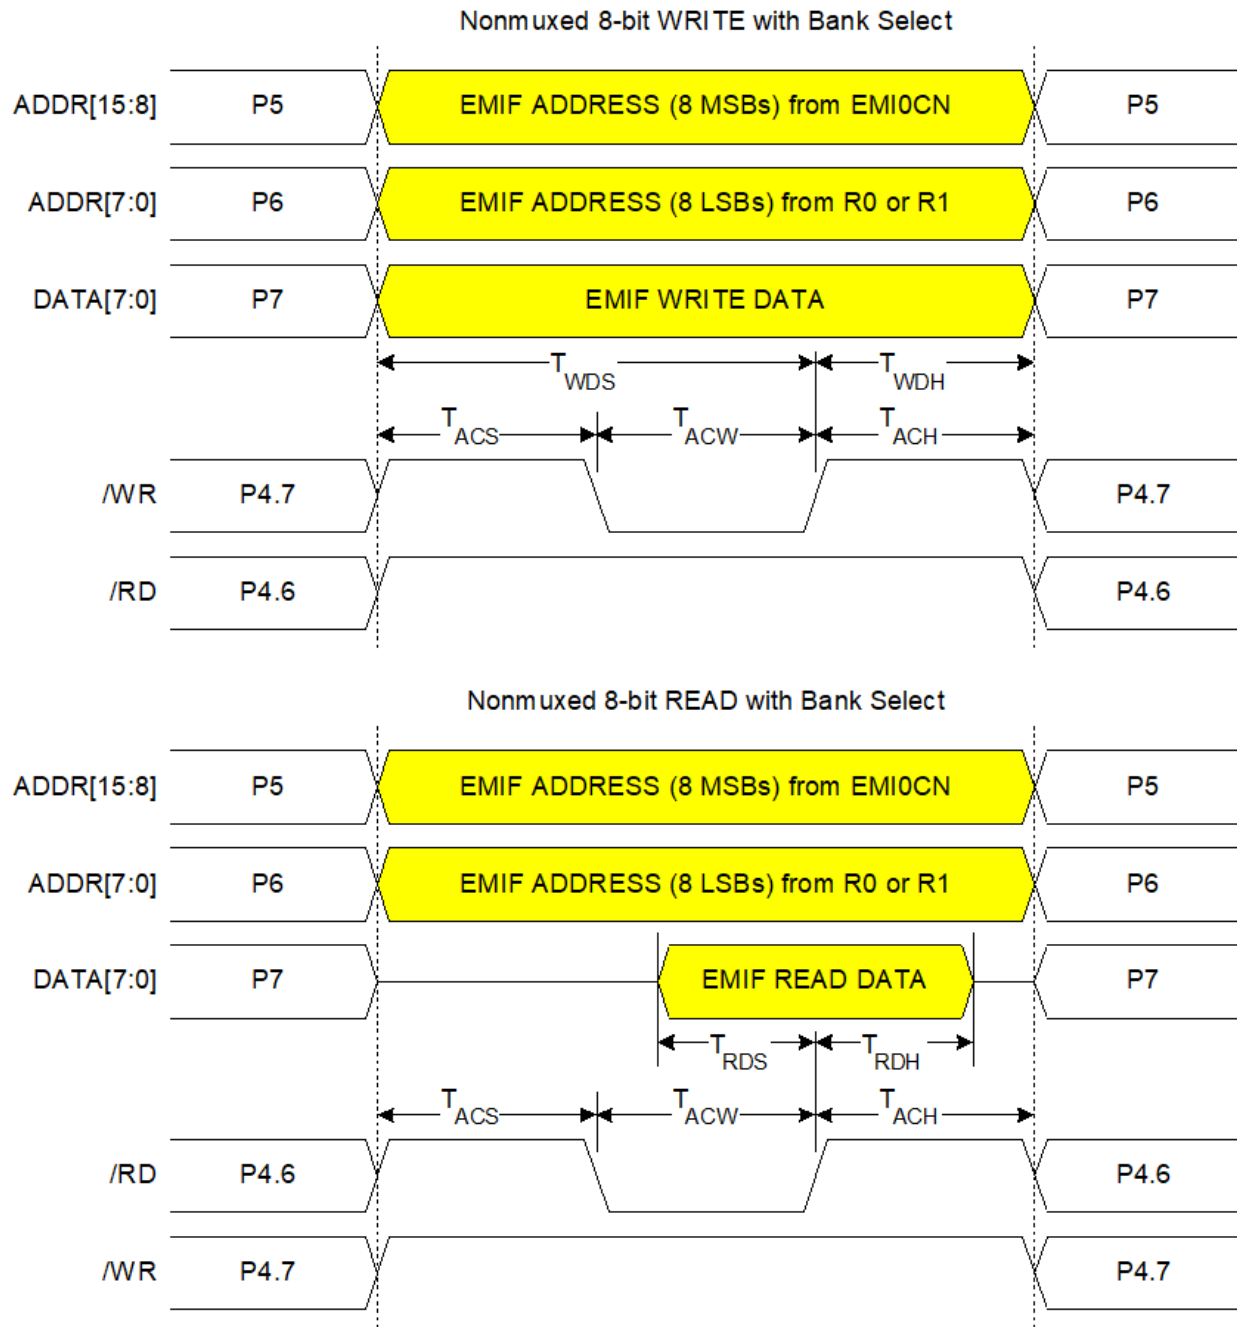 Nonmuxed 8-bit WRITE with Bank Select
ADDR[15:8] P5 EMIF ADDRESS (8 MSBs) from EMI0CN P5
ADDR[7:0] P6 EMIF ADDRESS (8 LSBs) from R0 or R1 P6
DATA[7:0] P7 EMIF WRITE DATA P7
TWDS TWDH
TACS TACW TACH
/WR P4.7 P4.7
/RD P4.6 P4.6
Nonmuxed 8-bit READ with Bank Select
ADDR[15:8] P5 EMIF ADDRESS (8 MSBs) from EMI0CN P5
ADDR[7:0] P6 EMIF ADDRESS (8 LSBs) from R0 or R1 P6
DATA[7:0] P7 EMIF READ DATA P7
TRDS TRDH
TACS TACW TACH
/RD P4.6 P4.6
/WR P4.7 P4.7